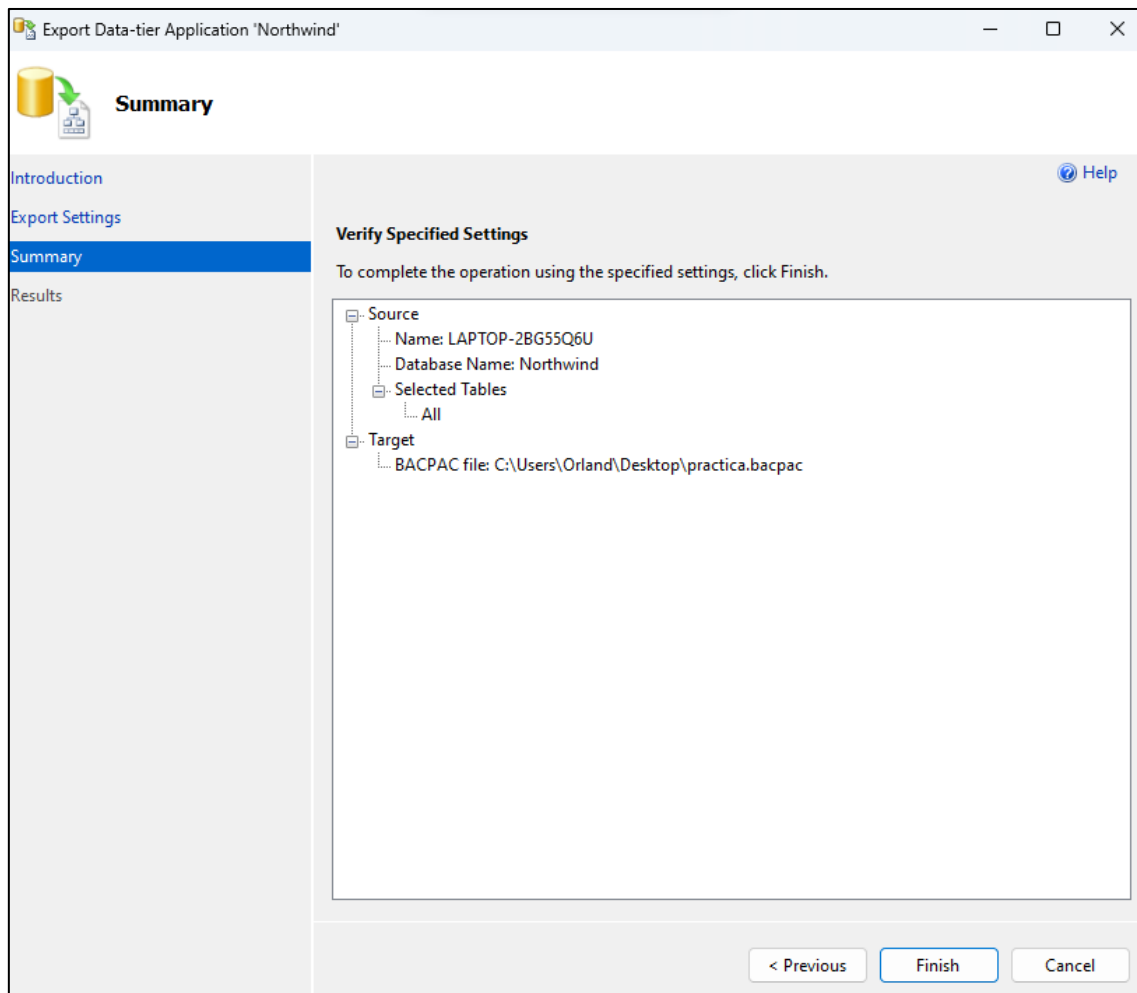 Export Data-tier Application 'Northwind'
Summary
Introduction
Export Settings
Summary
Results
Help
Verify Specified Settings
To complete the operation using the specified settings, click Finish.
Source
Name: LAPTOP-2BG55Q6U
Database Name: Northwind
Selected Tables
All
Target
BACPAC file: C:\Users\Orland\Desktop\practica.bacpac
< Previous
Finish
Cancel